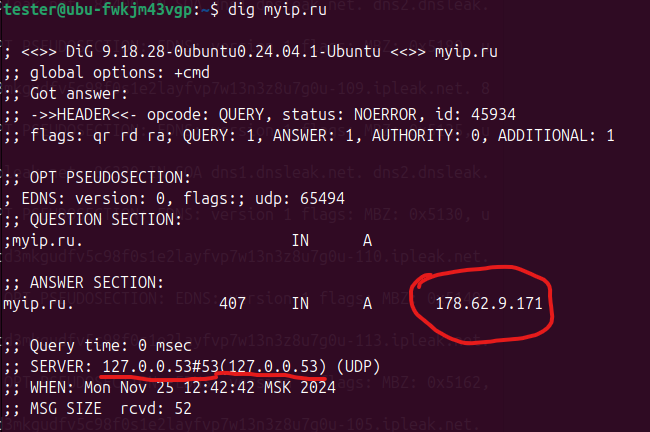 tester@ubu-fwkjm43vgp:~$ dig myip.ru
; <<>> DiG 9.18.28-0ubuntu0.24.04.1-Ubuntu <<>> myip.ru
;; global options: +cmd
;; Got answer:
;; ->>HEADER<<- opcode: QUERY, status: NOERROR, id: 45934
;; flags: qr rd ra; QUERY: 1, ANSWER: 1, AUTHORITY: 0, ADDITIONAL: 1
;; OPT PSEUDOSECTION:
; EDNS: version: 0, flags:; udp: 65494
;; QUESTION SECTION:
;myip.ru. IN A
;; ANSWER SECTION:
myip.ru. 407 IN A 178.62.9.171
;; Query time: 0 msec
;; SERVER: 127.0.0.53#53(127.0.0.53) (UDP)
;; WHEN: Mon Nov 25 12:42:42 MSK 2024
;; MSG SIZE rcvd: 52